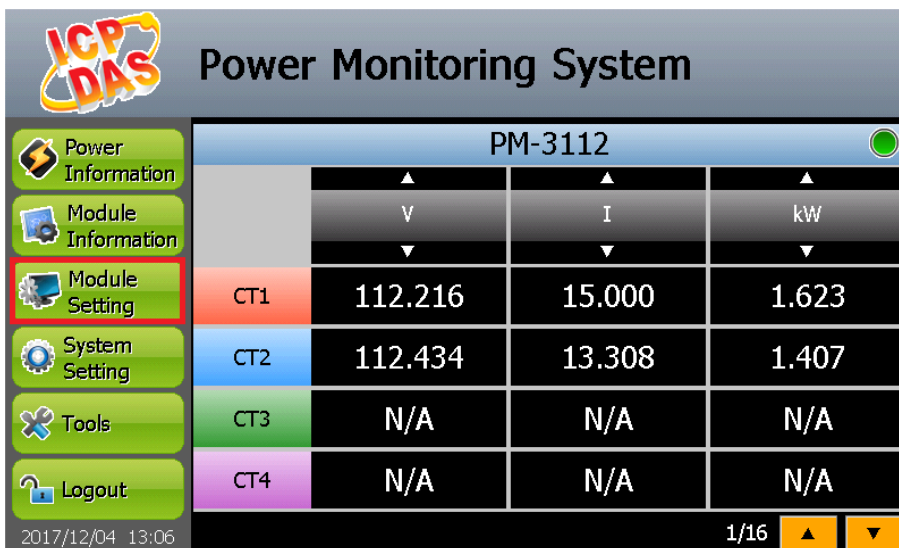 ICP
DAS
Power Monitoring System
Power
Information
Module
Information
Module
Setting
System
Setting
Tools
Logout
2017/12/04 13:06
PM-3112
V I kW
CT1 112.216 15.000 1.623
CT2 112.434 13.308 1.407
CT3 N/A N/A N/A
CT4 N/A N/A N/A
1/16